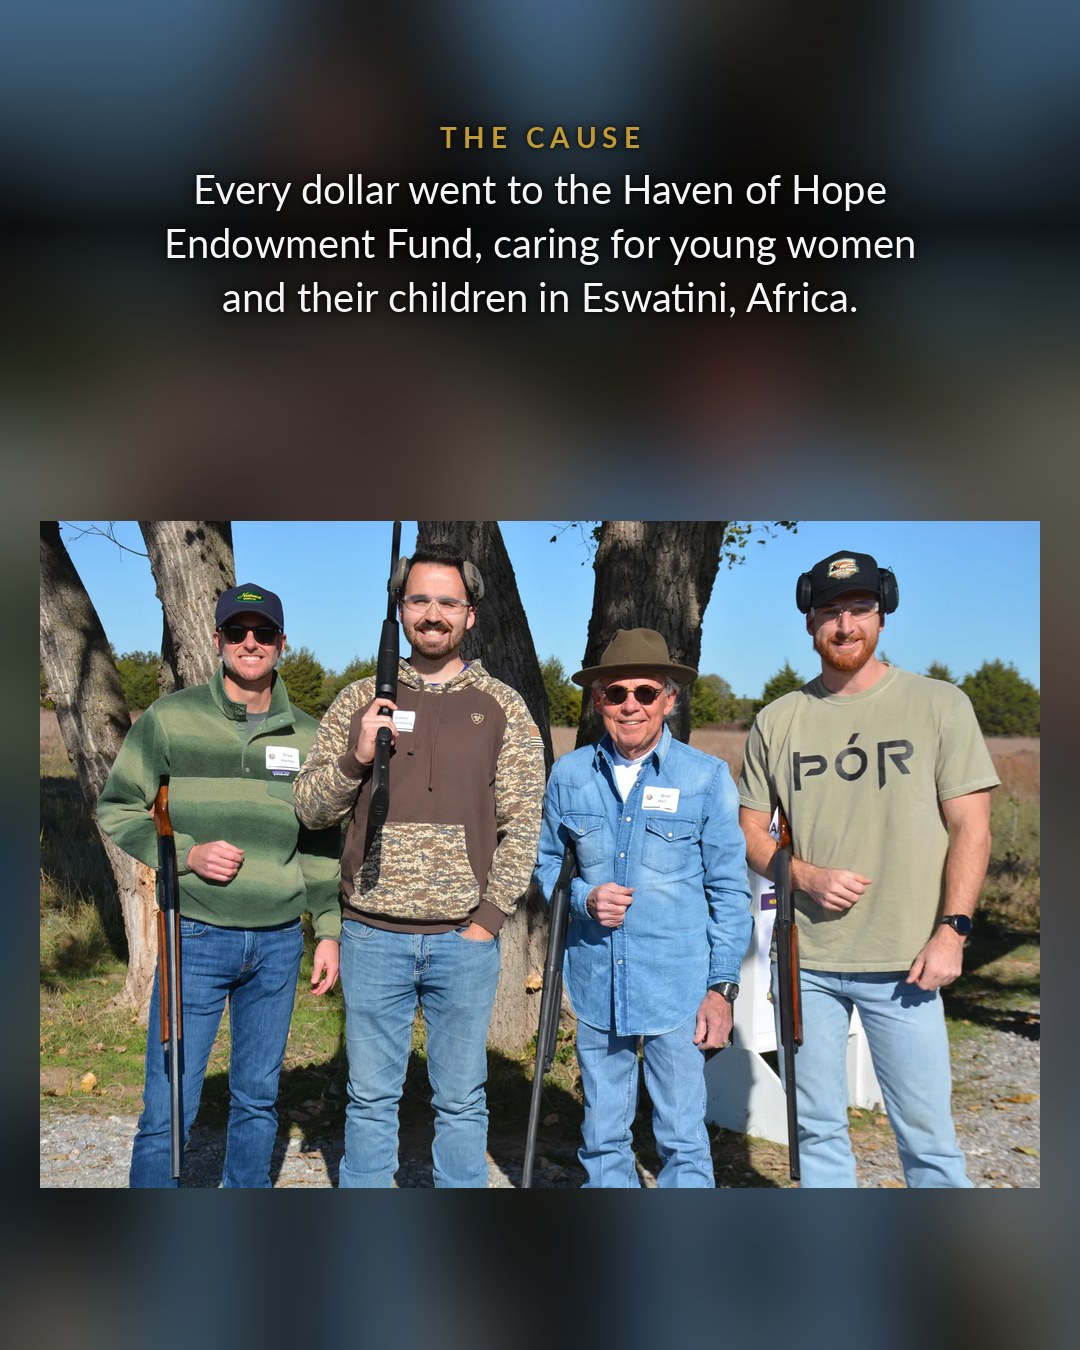 THE CAUSE
Every dollar went to the Haven of Hope
Endowment Fund, caring for young women
and their children in Eswatini, Africa.
ÞÓR